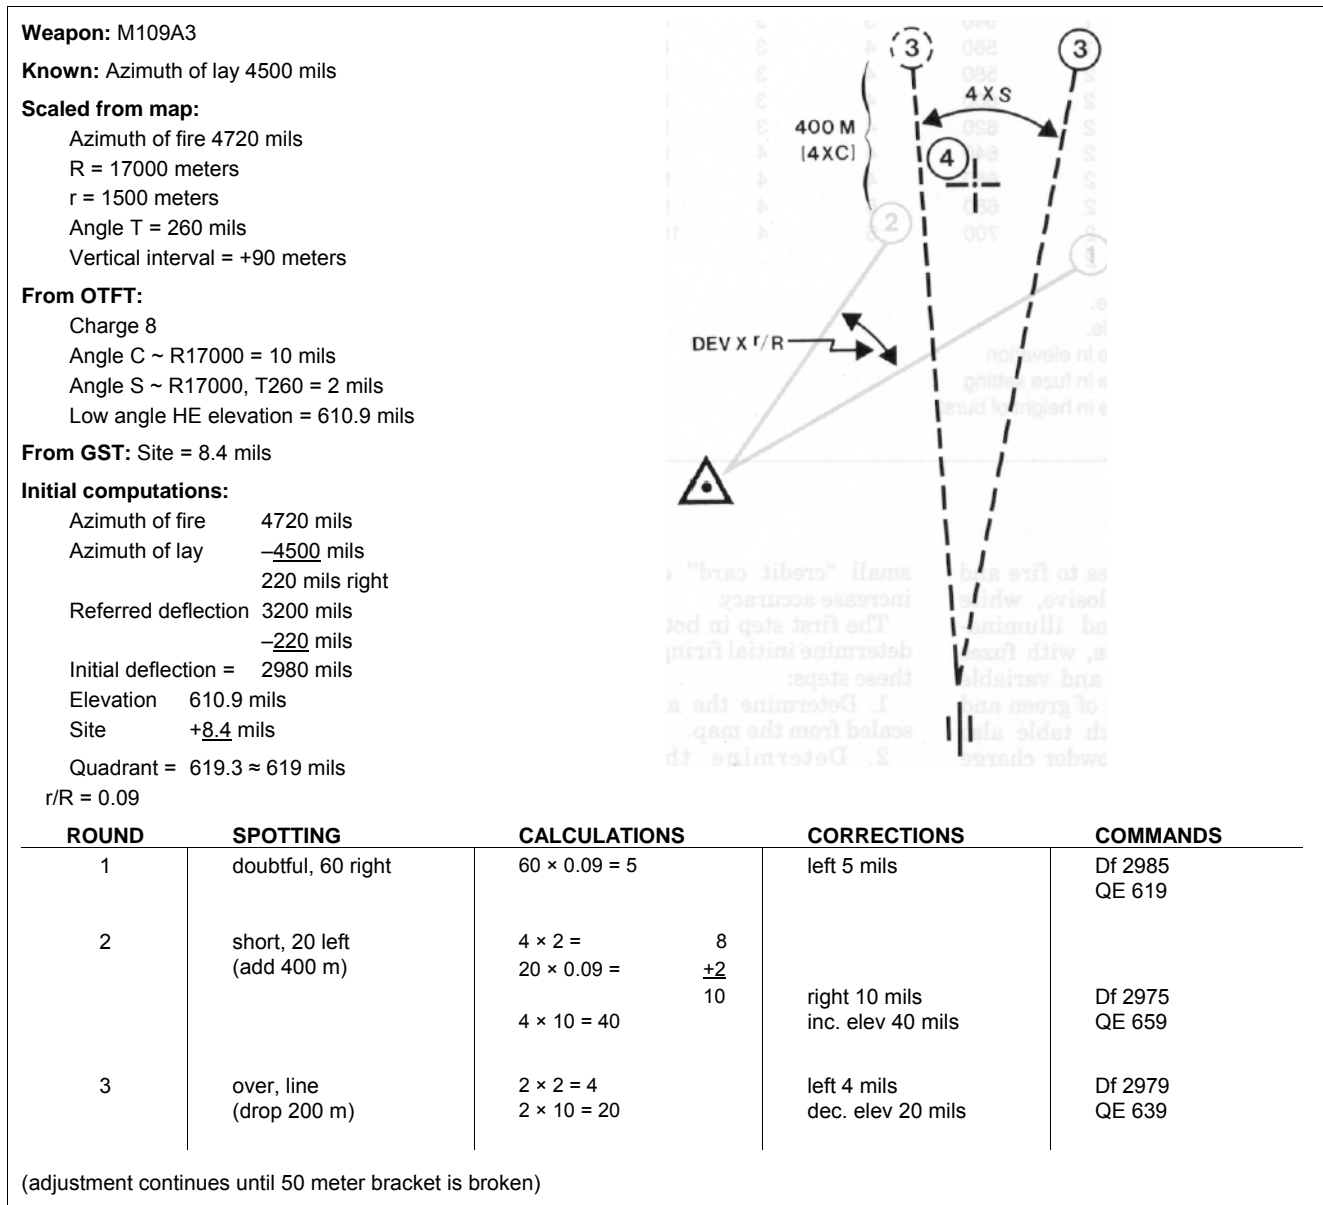 Weapon: M109A3
Known: Azimuth of lay 4500 mils
Scaled from map:
Azimuth of fire 4720 mils
R = 17000 meters
r = 1500 meters
Angle T = 260 mils
Vertical interval = +90 meters
From OTFT:
Charge 8
Angle C ~ R17000 = 10 mils
Angle S ~ R17000, T260 = 2 mils
Low angle HE elevation = 610.9 mils
From GST: Site = 8.4 mils
Initial computations:
Azimuth of fire 4720 mils
Azimuth of lay –4500 mils
220 mils right
Referred deflection 3200 mils
–220 mils
Initial deflection = 2980 mils
Elevation 610.9 mils
Site +8.4 mils
Quadrant = 619.3 ≈ 619 mils
r/R = 0.09
3 3
4 X S
400 M
[4XC]
4
2
1
DEV X r/R
ROUND SPOTTING CALCULATIONS CORRECTIONS COMMANDS
1 doubtful, 60 right 60 × 0.09 = 5 left 5 mils Df 2985
QE 619
2 short, 20 left 4 × 2 = 8
(add 400 m) 20 × 0.09 = +2
10 right 10 mils Df 2975
4 × 10 = 40 inc. elev 40 mils QE 659
3 over, line 2 × 2 = 4 left 4 mils Df 2979
(drop 200 m) 2 × 10 = 20 dec. elev 20 mils QE 639
(adjustment continues until 50 meter bracket is broken)